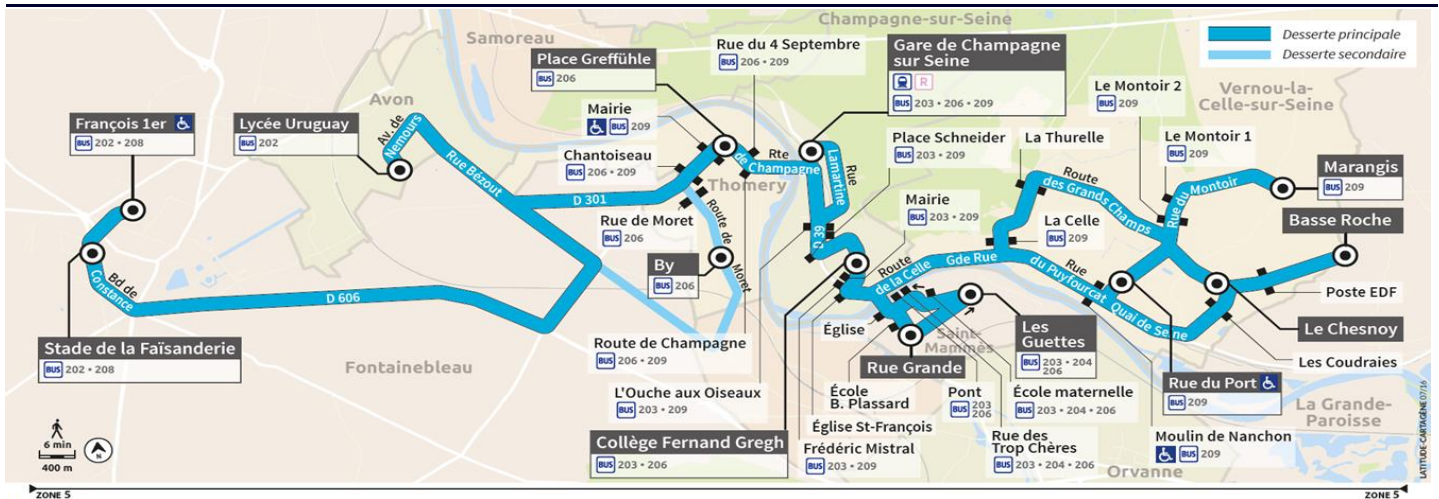 Champagne-sur-Seine
Samoreau
Desserte principale
Desserte secondaire
Place Greffühle
BUS 206
Rue du 4 Septembre
BUS 206 • 209
Gare de Champagne
sur Seine
R
BUS 203 • 206 • 209
Le Montoir 2
BUS 209
Vernou-la-
Celle-sur-Seine
Avon
François 1er
BUS 202 • 208
Lycée Uruguay
BUS 202
Av. de
Nemours
Mairie
BUS 209
Place Schneider
BUS 203 • 209
La Thurelle
Le Montoir 1
BUS 209
Marangis
BUS 209
Chantoiseau
BUS 206 • 209
Rue Bézout
Rte
de Champagne
Rue
Lamartine
Route
des Grands Champs
Rue du Montoir
Thomery
D 301
Mairie
BUS 203 • 209
La Celle
BUS 209
Basse Roche
Rue de Moret
BUS 206
Route de
Moret
D 39
By
BUS 206
Route
de la Celle
Gde Rue
Rue
du Puyfourcat
Quai de Seine
Bd de
Constance
D 606
Poste EDF
Le Chesnoy
Stade de la Faïsanderie
BUS 202 • 208
Route de Champagne
BUS 206 • 209
Église
Saint-
Mammès
Rue Grande
Les
Guettes
BUS 203 • 204
206
Les Coudraies
Fontainebleau
L'Ouche aux Oiseaux
BUS 203 • 209
École
B. Plassard
Pont
BUS 203
206
École maternelle
BUS 203 • 204 • 206
Rue du Port
BUS 209
La Grande-
Paroisse
Église St-François
Collège Fernand Gregh
BUS 203 • 206
Frédéric Mistral
BUS 203 • 209
Rue des
Trop Chères
BUS 203 • 204 • 206
Moulin de Nanchon
BUS 209
Orvanne
6 min
400 m
N
LATITUDE-CARTAGÈNE 07/16
ZONE 5
ZONE 5